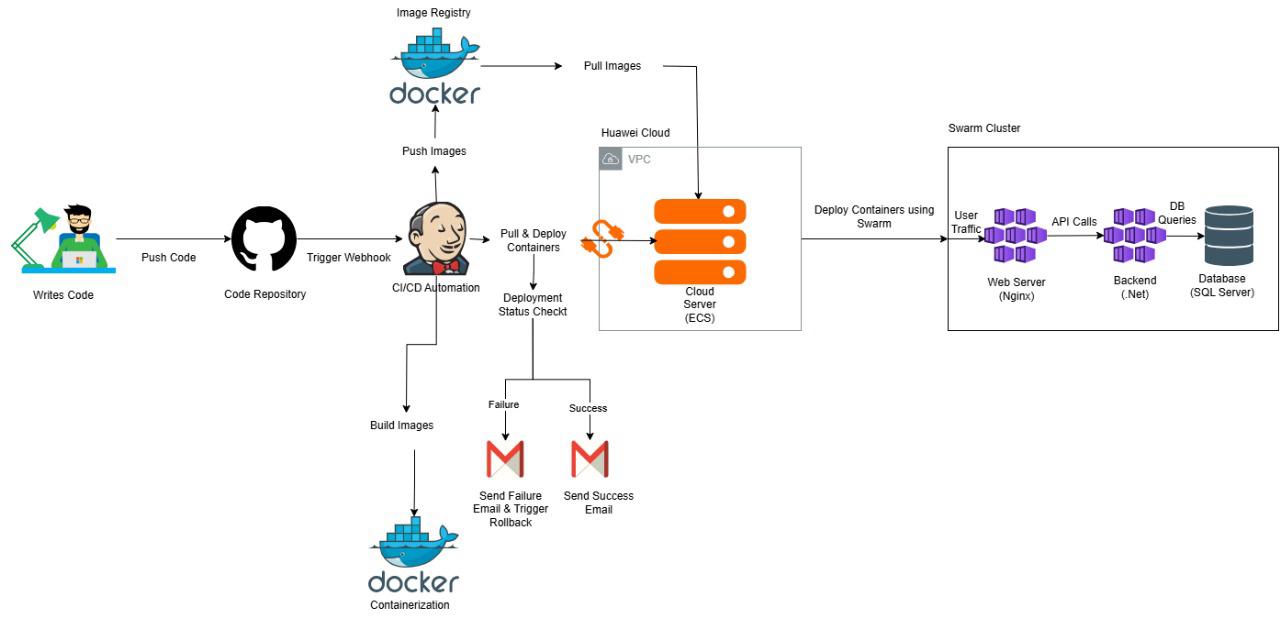 Image Registry
docker
Pull Images
Push Images
Huawei Cloud
VPC
Swarm Cluster
Push Code
Trigger Webhook
Writes Code
Code Repository
CI/CD Automation
Pull & Deploy
Containers
Deployment
Status Checkt
Cloud
Server
(ECS)
Deploy Containers using
Swarm
User
Traffic
API Calls
DB
Queries
Web Server
(Nginx)
Backend
(.Net)
Database
(SQL Server)
Failure
Success
Build Images
Send Failure
Email & Trigger
Rollback
Send Success
Email
docker
Containerization